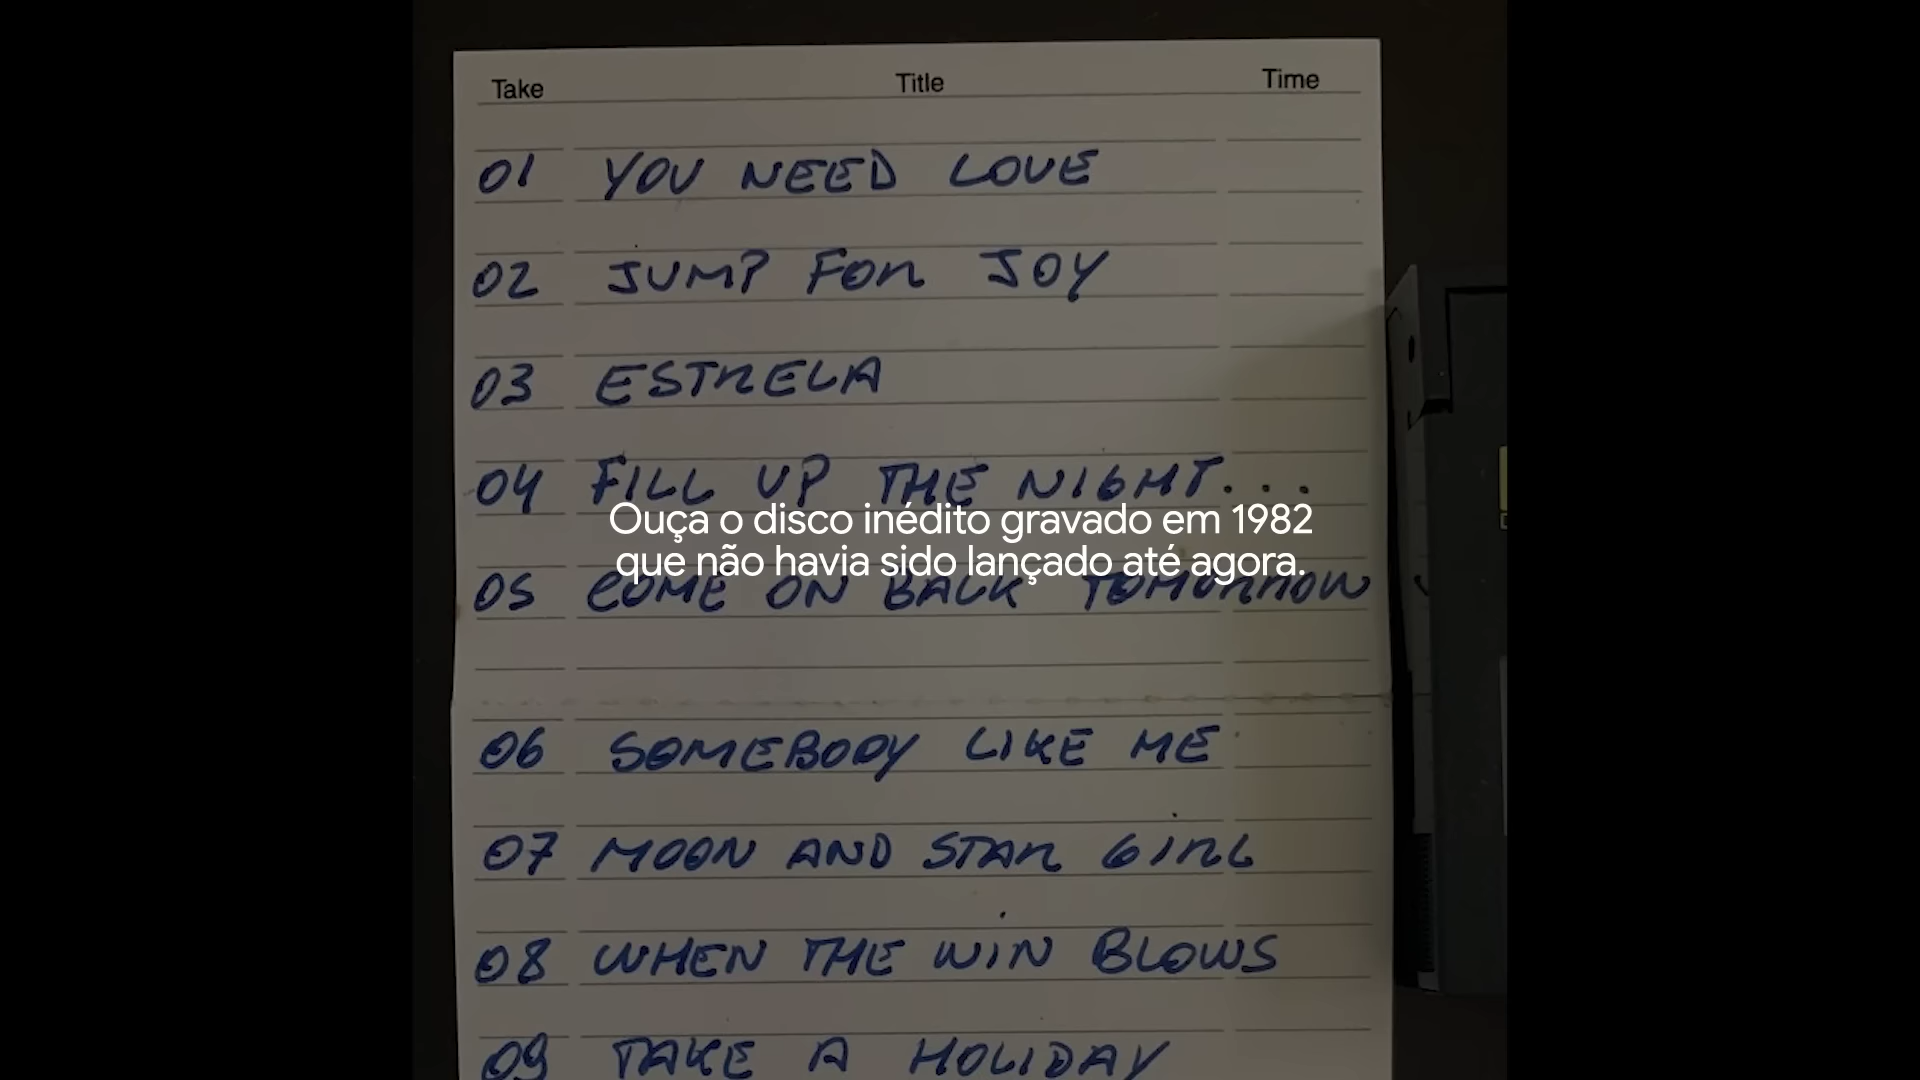 Take Title Time
01 YOU NEED LOVE
02 JUMP FOR JOY
03 ESTRELA
04 FILL UP THE NIGHT...
Ouça o disco inédito gravado em 1982
que não havia sido lançado até agora.
05 COME ON BACK TOMORROW
06 SOMEBODY LIKE ME
07 MOON AND STAR GIRL
08 WHEN THE WIN BLOWS
09 TAKE A HOLIDAY